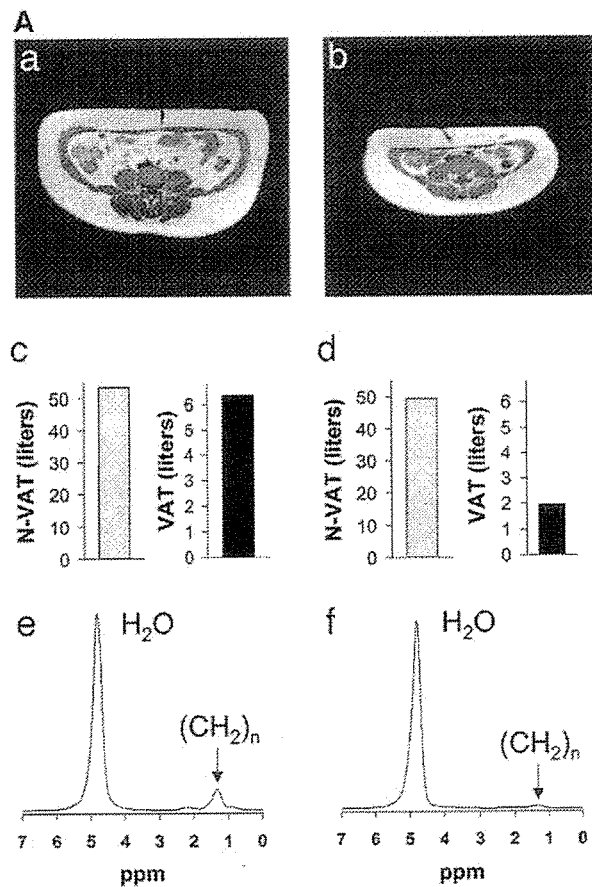 A
a b
c d
N-VAT (liters) 50 40 30 20 10 0
VAT (liters) 6 5 4 3 2 1 0
N-VAT (liters) 50 40 30 20 10 0
VAT (liters) 6 5 4 3 2 1 0
e H₂O f H₂O
(CH₂)ₙ (CH₂)ₙ
7 6 5 4 3 2 1 0 7 6 5 4 3 2 1 0
ppm ppm